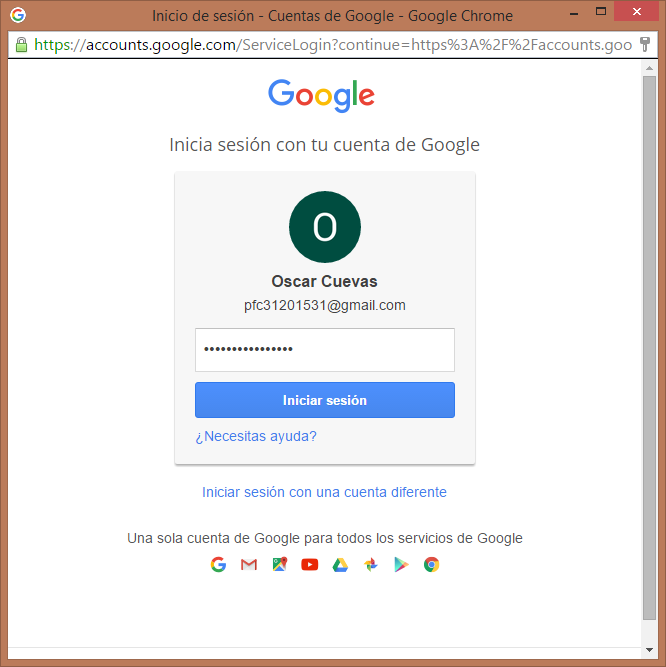 Inicio de sesión - Cuentas de Google - Google Chrome
https://accounts.google.com/ServiceLogin?continue=https%3A%2F%2Faccounts.goo
Google
Inicia sesión con tu cuenta de Google
O
Oscar Cuevas
pfc31201531@gmail.com
••••••••••••••••
Iniciar sesión
¿Necesitas ayuda?
Iniciar sesión con una cuenta diferente
Una sola cuenta de Google para todos los servicios de Google